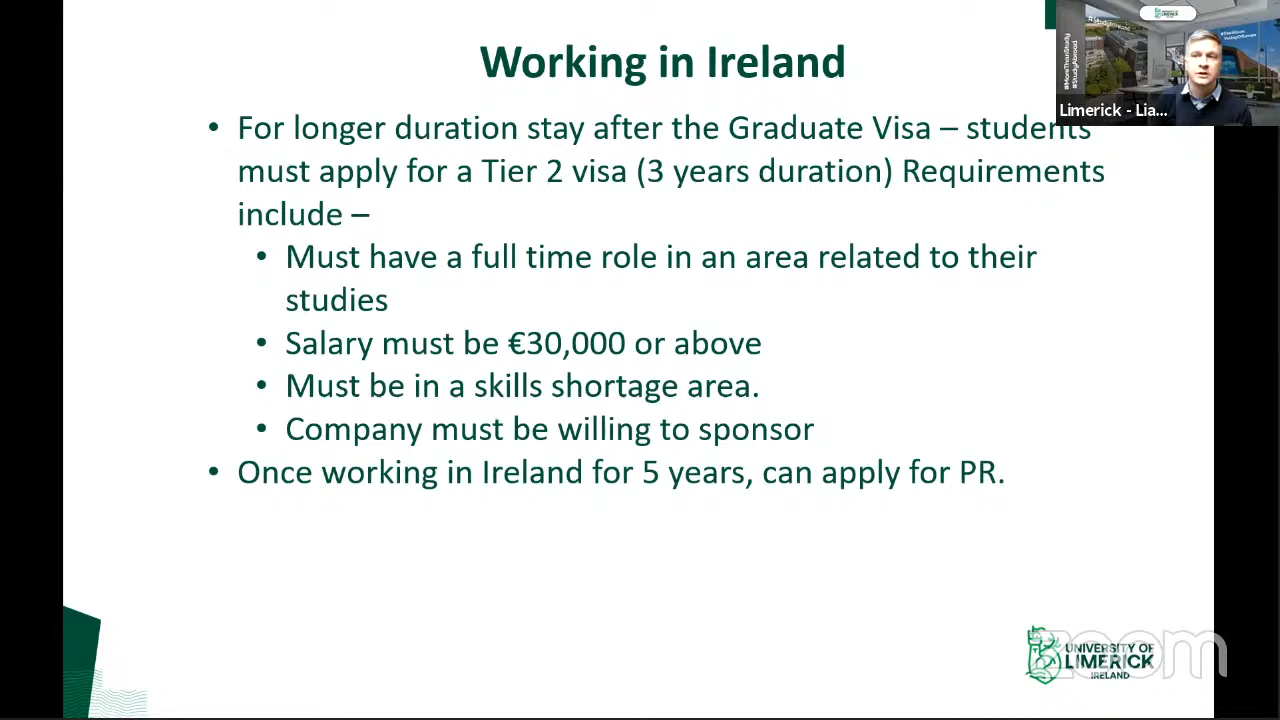 Working in Ireland
• For longer duration stay after the Graduate Visa – students
must apply for a Tier 2 visa (3 years duration) Requirements
include –
• Must have a full time role in an area related to their
studies
• Salary must be €30,000 or above
• Must be in a skills shortage area.
• Company must be willing to sponsor
• Once working in Ireland for 5 years, can apply for PR.
#MoreThanStudy
#StudyAbroad
Limerick - Lia...
UNIVERSITY OF
LIMERICK
IRELAND
zoom